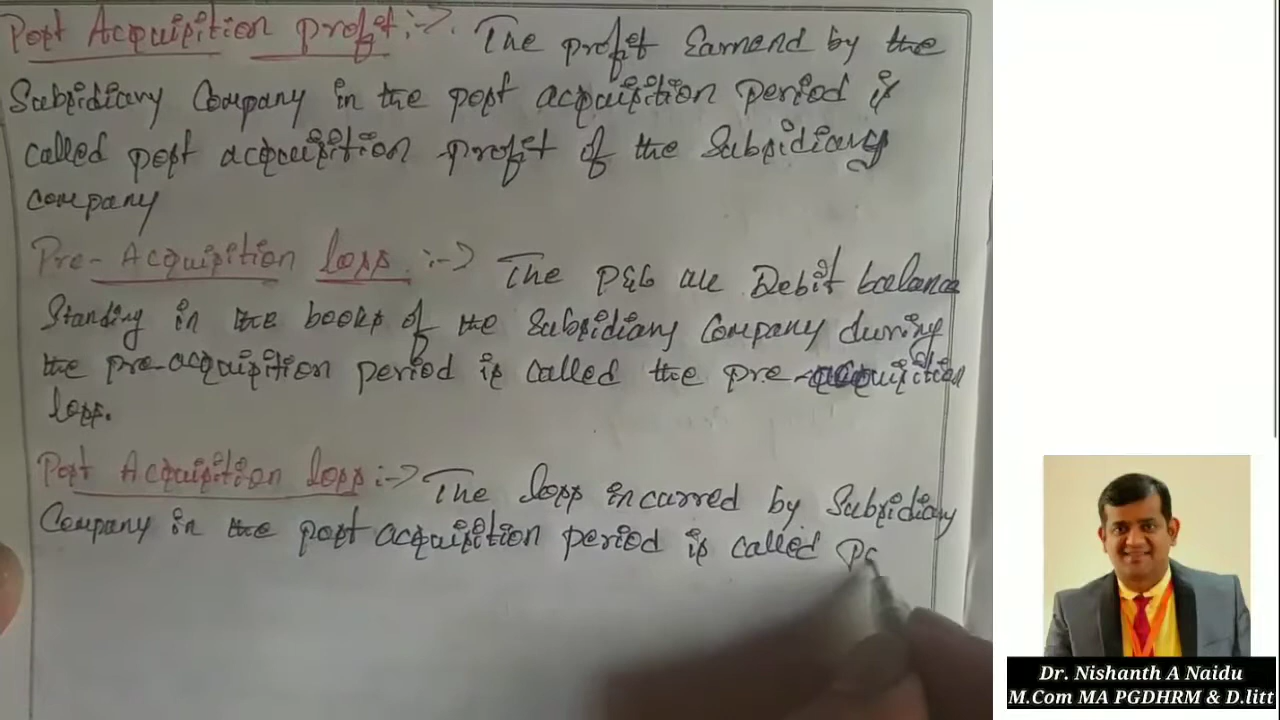 Post Acquisition profit :-> The profit Earnend by the
Subsidiary Company in the post acquisition period is
called post acquisition profit of the Subsidiary
company
Pre- Acquisition loss :-> The P&L are Debit balance
Standing in the books of the Subsidiary Company during
the pre-acquisition period is called the pre-acquisition
loss.
Post Acquisition loss :-> The loss incurred by Subsidiary
Company in the post acquisition period is called Po
Dr. Nishanth A Naidu
M.Com MA PGDHRM & D.litt